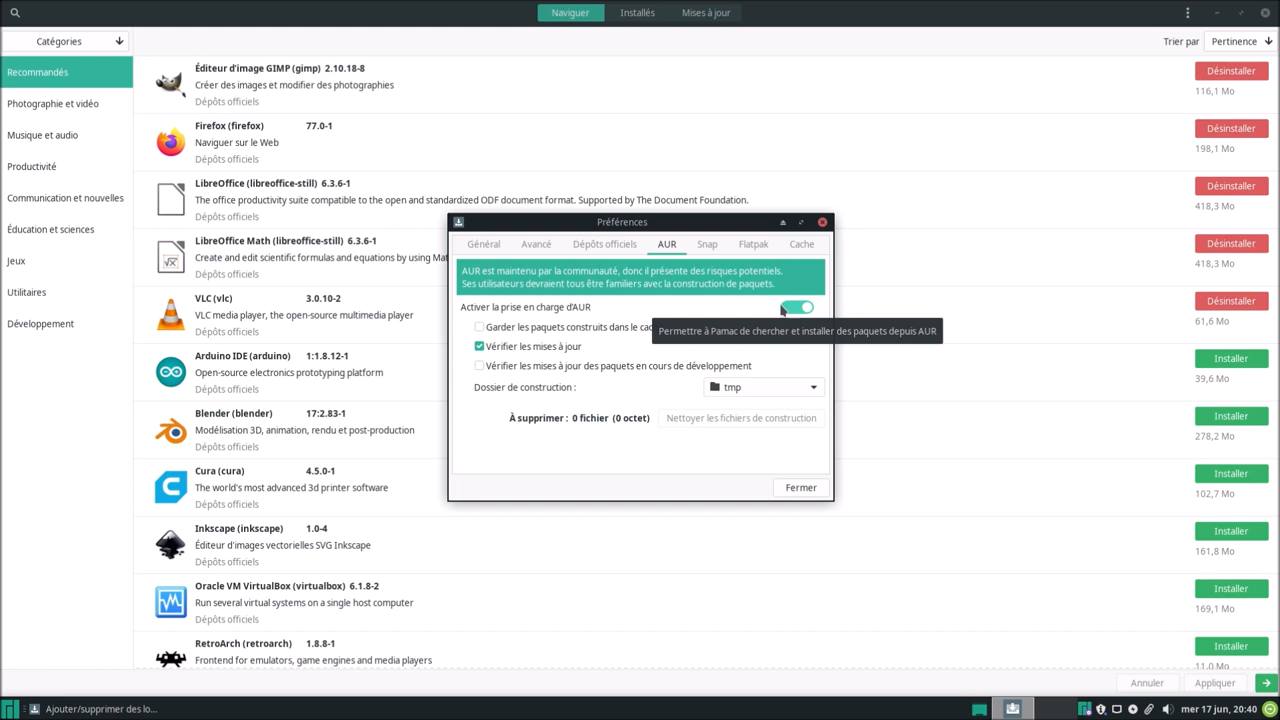 Naviguer
Installés
Mises à jour
Catégories
Trier par
Pertinence
Recommandés
Photographie et vidéo
Musique et audio
Productivité
Communication et nouvelles
Éducation et sciences
Jeux
Utilitaires
Développement
Éditeur d'image GIMP (gimp) 2.10.18-8
Créer des images et modifier des photographies
Dépôts officiels
Désinstaller
116,1 Mo
Firefox (firefox) 77.0-1
Naviguer sur le Web
Dépôts officiels
Désinstaller
198,1 Mo
LibreOffice (libreoffice-still) 6.3.6-1
The office productivity suite compatible to the open and standardized ODF document format. Supported by The Document Foundation.
Dépôts officiels
Désinstaller
418,3 Mo
LibreOffice Math (libreoffice-still) 6.3.6-1
Create and edit scientific formulas and equations by using Mat
Dépôts officiels
Désinstaller
418,3 Mo
VLC (vlc) 3.0.10-2
VLC media player, the open-source multimedia player
Dépôts officiels
Désinstaller
61,6 Mo
Arduino IDE (arduino) 1:1.8.12-1
Open-source electronics prototyping platform
Dépôts officiels
Installer
39,6 Mo
Blender (blender) 17:2.83-1
Modélisation 3D, animation, rendu et post-production
Dépôts officiels
Installer
278,2 Mo
Cura (cura) 4.5.0-1
The world's most advanced 3d printer software
Dépôts officiels
Installer
102,7 Mo
Inkscape (inkscape) 1.0-4
Éditeur d'images vectorielles SVG Inkscape
Dépôts officiels
Installer
161,8 Mo
Oracle VM VirtualBox (virtualbox) 6.1.8-2
Run several virtual systems on a single host computer
Dépôts officiels
Installer
169,1 Mo
RetroArch (retroarch) 1.8.8-1
Frontend for emulators, game engines and media players
Installer
11,0 Mo
Préférences
Général
Avancé
Dépôts officiels
AUR
Snap
Flatpak
Cache
AUR est maintenu par la communauté, donc il présente des risques potentiels.
Ses utilisateurs devraient tous être familiers avec la construction de paquets.
Activer la prise en charge d'AUR
Garder les paquets construits dans le cac
Permettre à Pamac de chercher et installer des paquets depuis AUR
Vérifier les mises à jour
Vérifier les mises à jour des paquets en cours de développement
Dossier de construction :
tmp
À supprimer : 0 fichier (0 octet)
Nettoyer les fichiers de construction
Fermer
Annuler
Appliquer
Ajouter/supprimer des lo...
mer 17 jun, 20:40